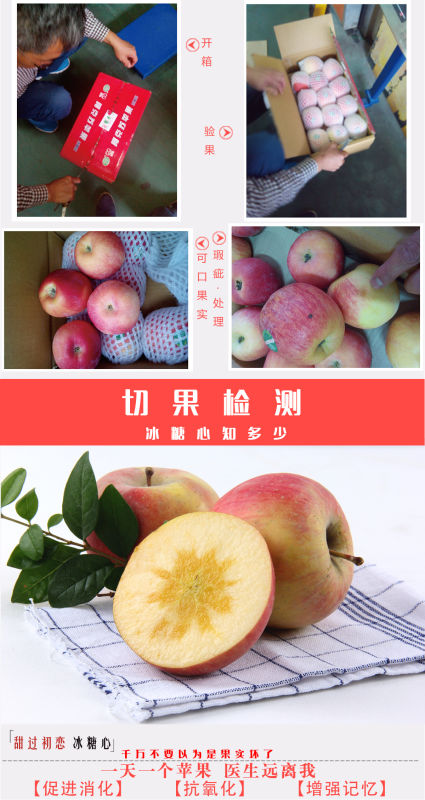 开箱
验果
可口果实
瑕疵·处理
切果检测
冰糖心知多少
「甜过初恋 冰糖心」
千万不要以为是果实坏了
一天一个苹果 医生远离我
【促进消化】 【抗氧化】 【增强记忆】